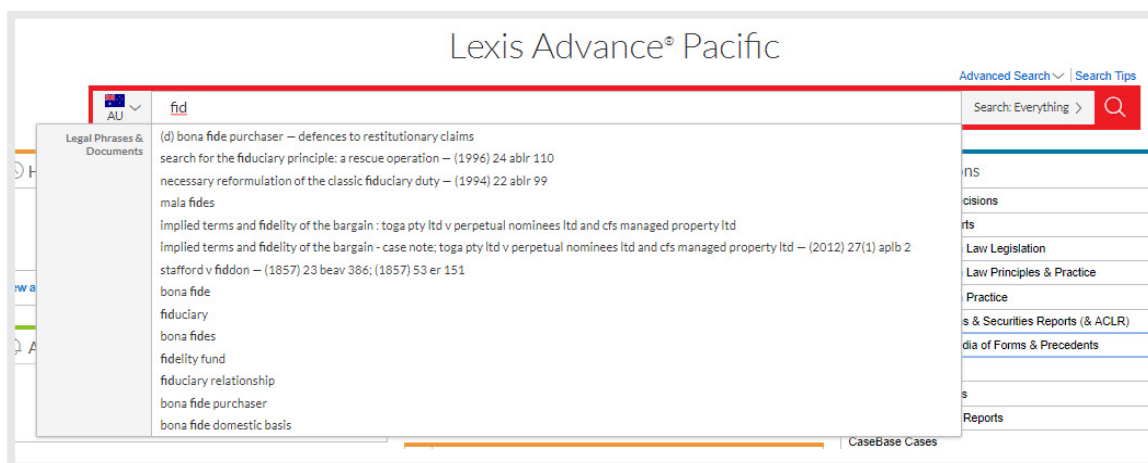 Lexis Advance® Pacific
Advanced Search | Search Tips
AU
fid
Search: Everything
Legal Phrases &
Documents
(d) bona fide purchaser — defences to restitutionary claims
search for the fiduciary principle: a rescue operation — (1996) 24 ablr 110
necessary reformulation of the classic fiduciary duty — (1994) 22 ablr 99
mala fides
implied terms and fidelity of the bargain : toga pty ltd v perpetual nominees ltd and cfs managed property ltd
implied terms and fidelity of the bargain - case note; toga pty ltd v perpetual nominees ltd and cfs managed property ltd — (2012) 27(1) aplb 2
stafford v fiddon — (1857) 23 beav 386; (1857) 53 er 151
bona fide
fiduciary
bona fides
fidelity fund
fiduciary relationship
bona fide purchaser
bona fide domestic basis
Law Legislation
Law Principles & Practice
Practice
& Securities Reports (& ACLR)
of Forms & Precedents
Reports
CaseBase Cases